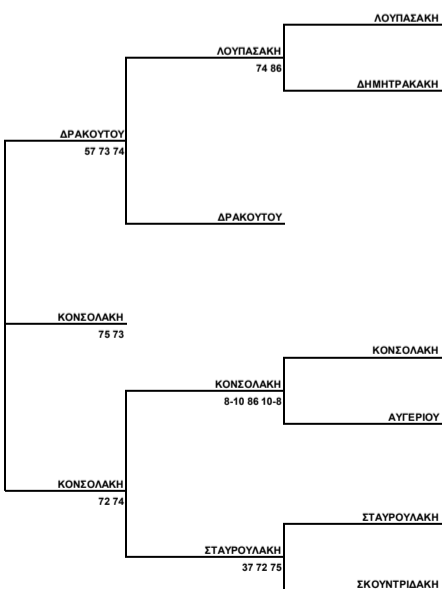 ΛΟΥΠΑΣΑΚΗ
ΛΟΥΠΑΣΑΚΗ
74 86
ΔΗΜΗΤΡΑΚΑΚΗ
ΔΡΑΚΟΥΤΟΥ
57 73 74
ΔΡΑΚΟΥΤΟΥ
ΚΟΝΣΟΛΑΚΗ
75 73
ΚΟΝΣΟΛΑΚΗ
ΚΟΝΣΟΛΑΚΗ
8-10 86 10-8
ΑΥΓΕΡΙΟΥ
ΚΟΝΣΟΛΑΚΗ
72 74
ΣΤΑΥΡΟΥΛΑΚΗ
ΣΤΑΥΡΟΥΛΑΚΗ
37 72 75
ΣΚΟΥΝΤΡΙΔΑΚΗ